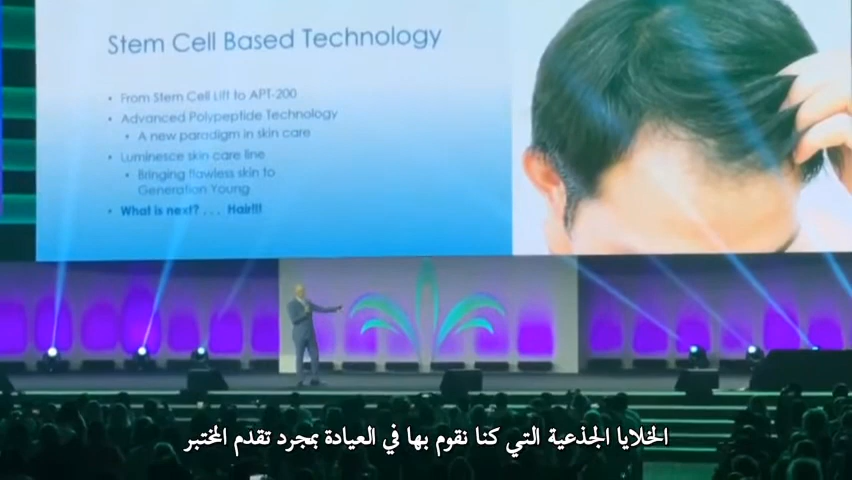 Stem Cell Based Technology
• From Stem Cell Lift to APT-200
• Advanced Polypeptide Technology
• A new paradigm in skin care
• Luminesce skin care line
• Bringing flawless skin to
Generation Young
• What is next? . . . Hair!!!
الخلايا الجذعية التي كنا نقوم بها في العيادة بمجرد تقدم المختبر